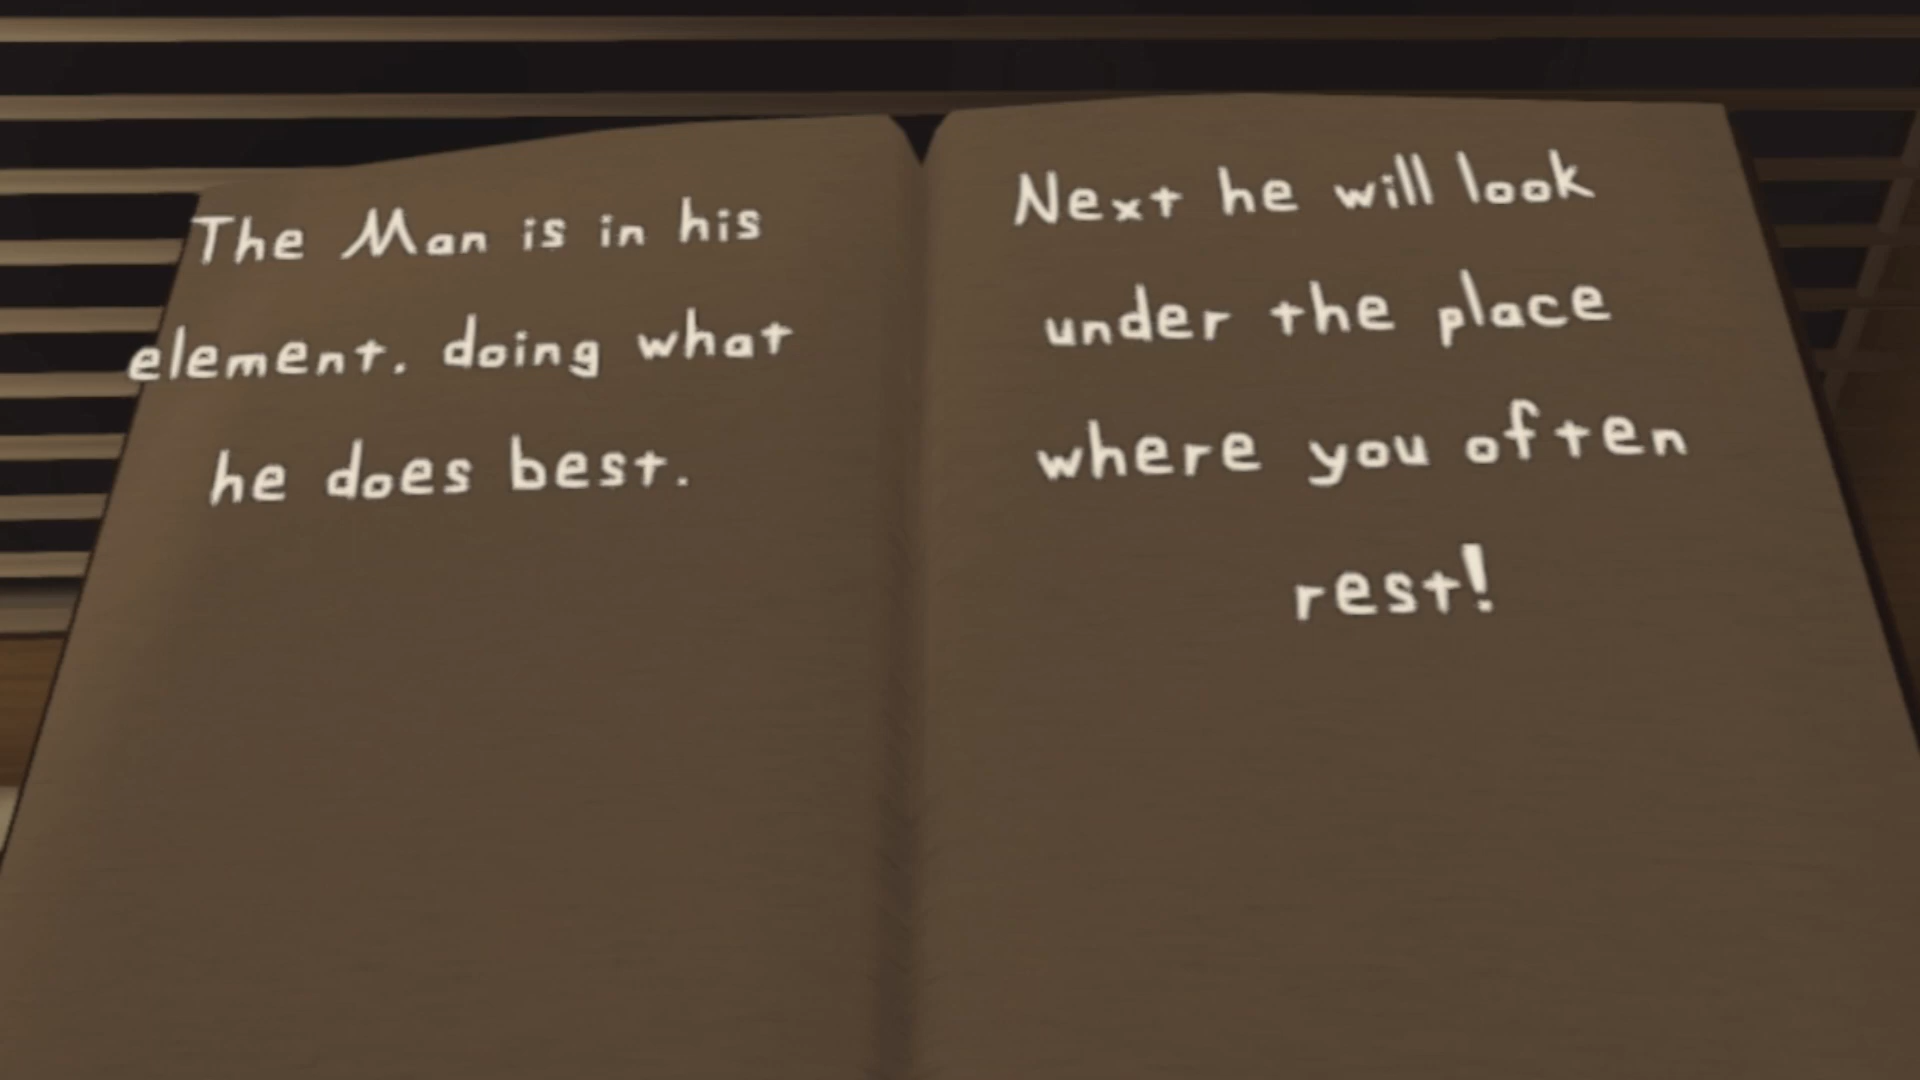 The Man is in his
element. doing what
he does best.
Next he will look
under the place
where you often
rest!